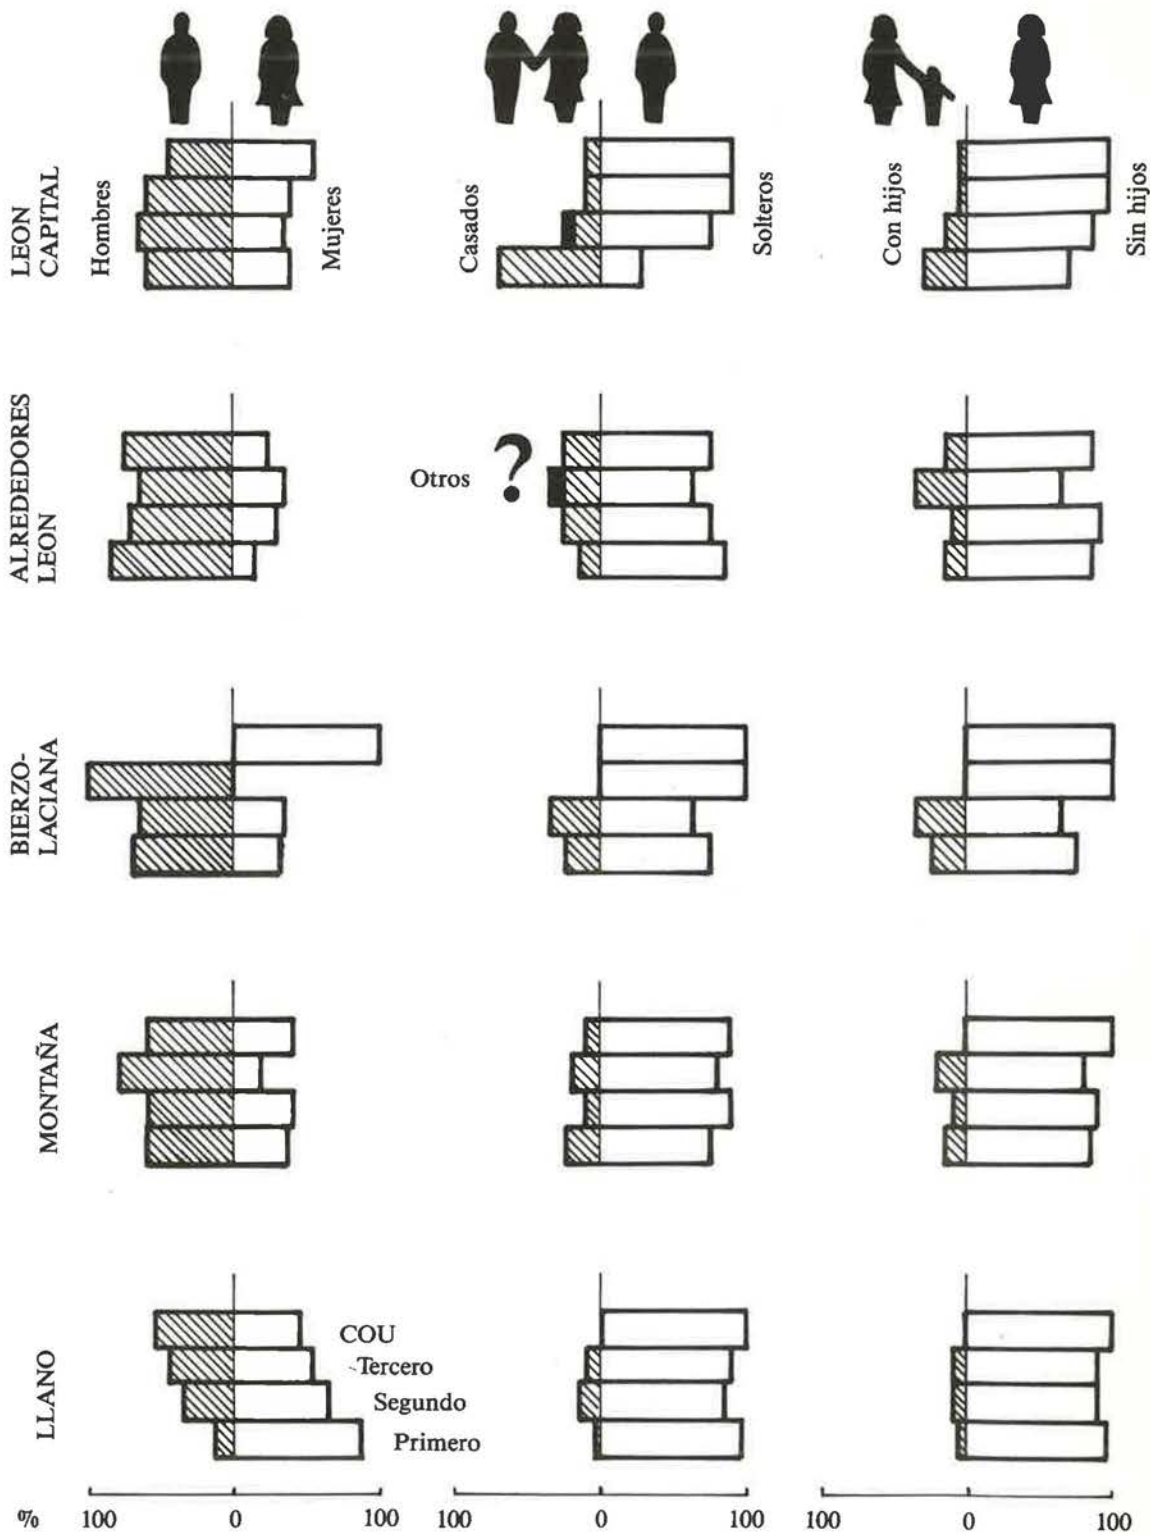 LEON
CAPITAL
Hombres
Mujeres
Casados
Solteros
Con hijos
Sin hijos
ALREDEDORES
LEON
Otros ?
BIERZO-
LACIANA
MONTAÑA
LLANO
COU
Tercero
Segundo
Primero
% 100 0 100 100 0 100 100 0 100